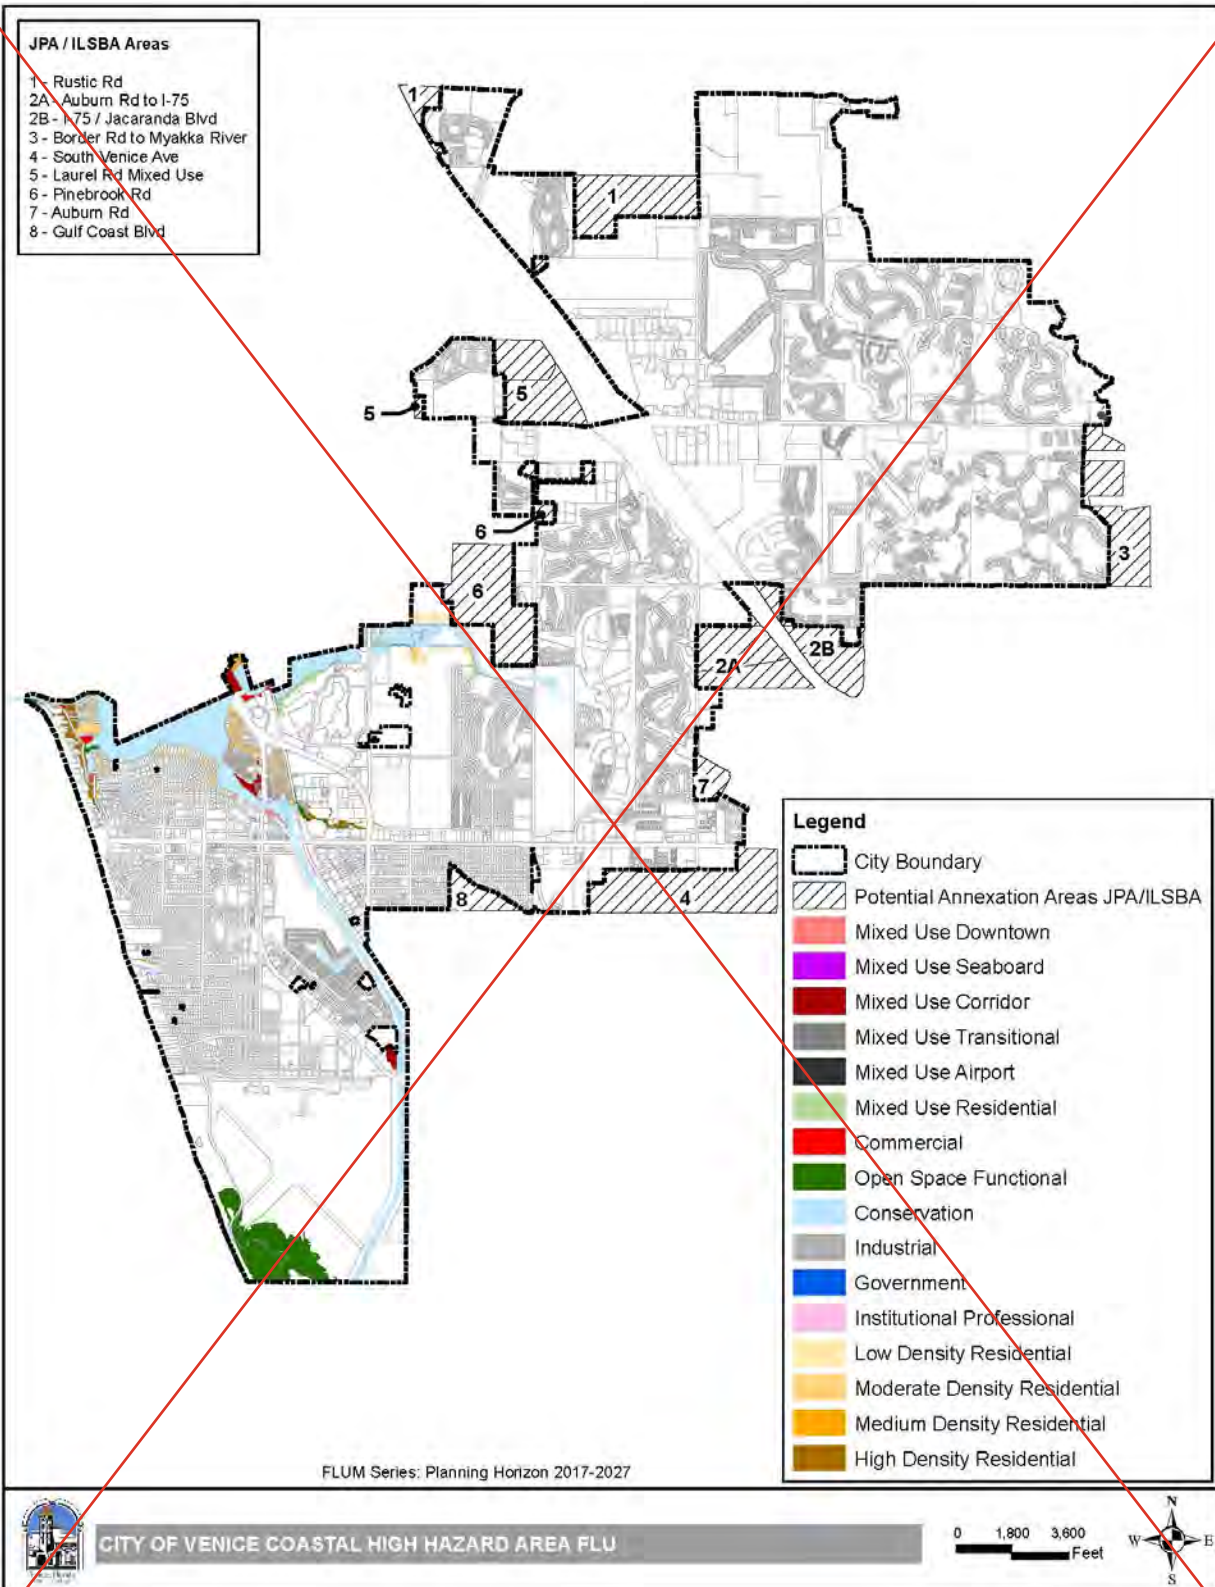 JPA / ILSBA Areas
1 - Rustic Rd
2A - Auburn Rd to I-75
2B - I-75 / Jacaranda Blvd
3 - Border Rd to Myakka River
4 - South Venice Ave
5 - Laurel Rd Mixed Use
6 - Pinebrook Rd
7 - Auburn Rd
8 - Gulf Coast Blvd
1
1
5
5
6
6
3
2A
2B
7
8
4
Legend
City Boundary
Potential Annexation Areas JPA/ILSBA
Mixed Use Downtown
Mixed Use Seaboard
Mixed Use Corridor
Mixed Use Transitional
Mixed Use Airport
Mixed Use Residential
Commercial
Open Space Functional
Conservation
Industrial
Government
Institutional Professional
Low Density Residential
Moderate Density Residential
Medium Density Residential
High Density Residential
FLUM Series: Planning Horizon 2017-2027
CITY OF VENICE COASTAL HIGH HAZARD AREA FLU
0 1,800 3,600
Feet
N
W E
S